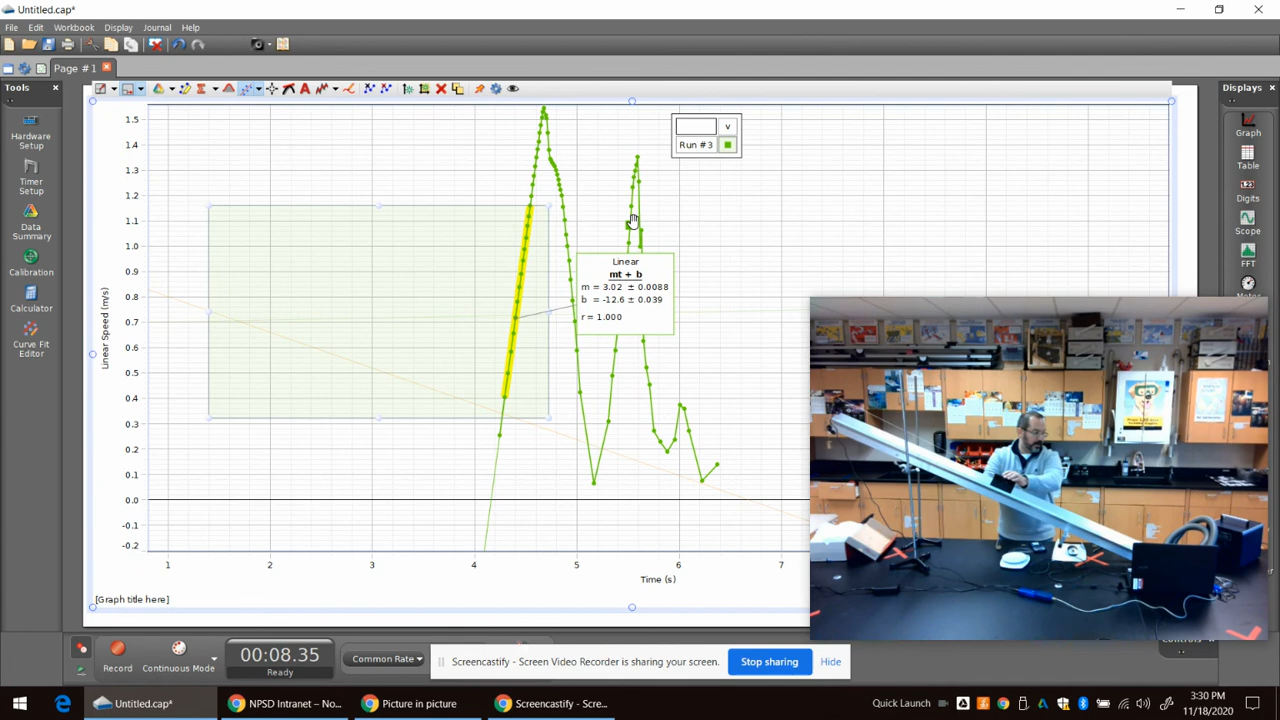 Untitled.cap*
File Edit Workbook Display Journal Help
Page #1
Tools
Hardware Setup
Timer Setup
Data Summary
Calibration
Calculator
Curve Fit Editor
Displays
Graph
Table
Digits
Scope
FFT
Meter
v
Run #3
1.5
1.4
1.3
1.2
1.1
1.0
0.9
0.8
0.7
0.6
0.5
0.4
0.3
0.2
0.1
0.0
-0.1
-0.2
Linear Speed (m/s)
Linear
mt + b
m = 3.02 ± 0.0088
b = -12.6 ± 0.039
r = 1.000
1 2 3 4 5 6 7
Time (s)
[Graph title here]
Record
Continuous Mode
00:08.35
Ready
Common Rate
Screencastify - Screen Video Recorder is sharing your screen.
Stop sharing
Hide
Untitled.cap*
NPSD Intranet – No...
Picture in picture
Screencastify - Scre...
Quick Launch
3:30 PM
11/18/2020